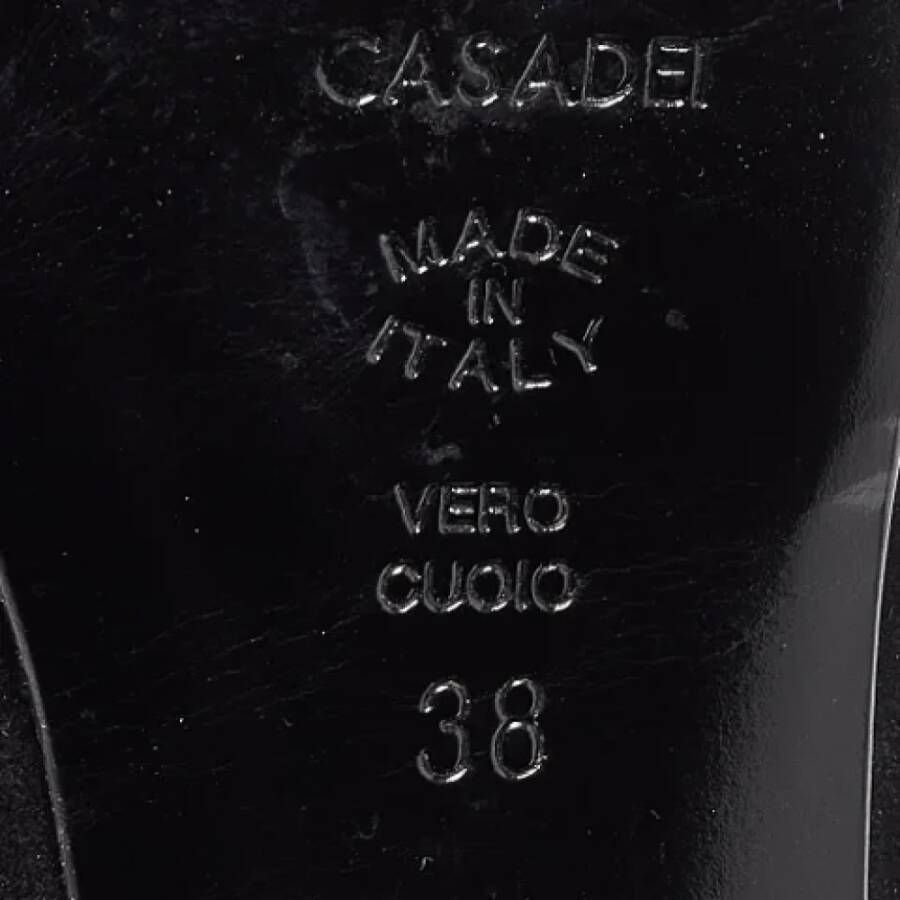 CASADEI
MADE
IN
ITALY
VERO
CUOIO
38